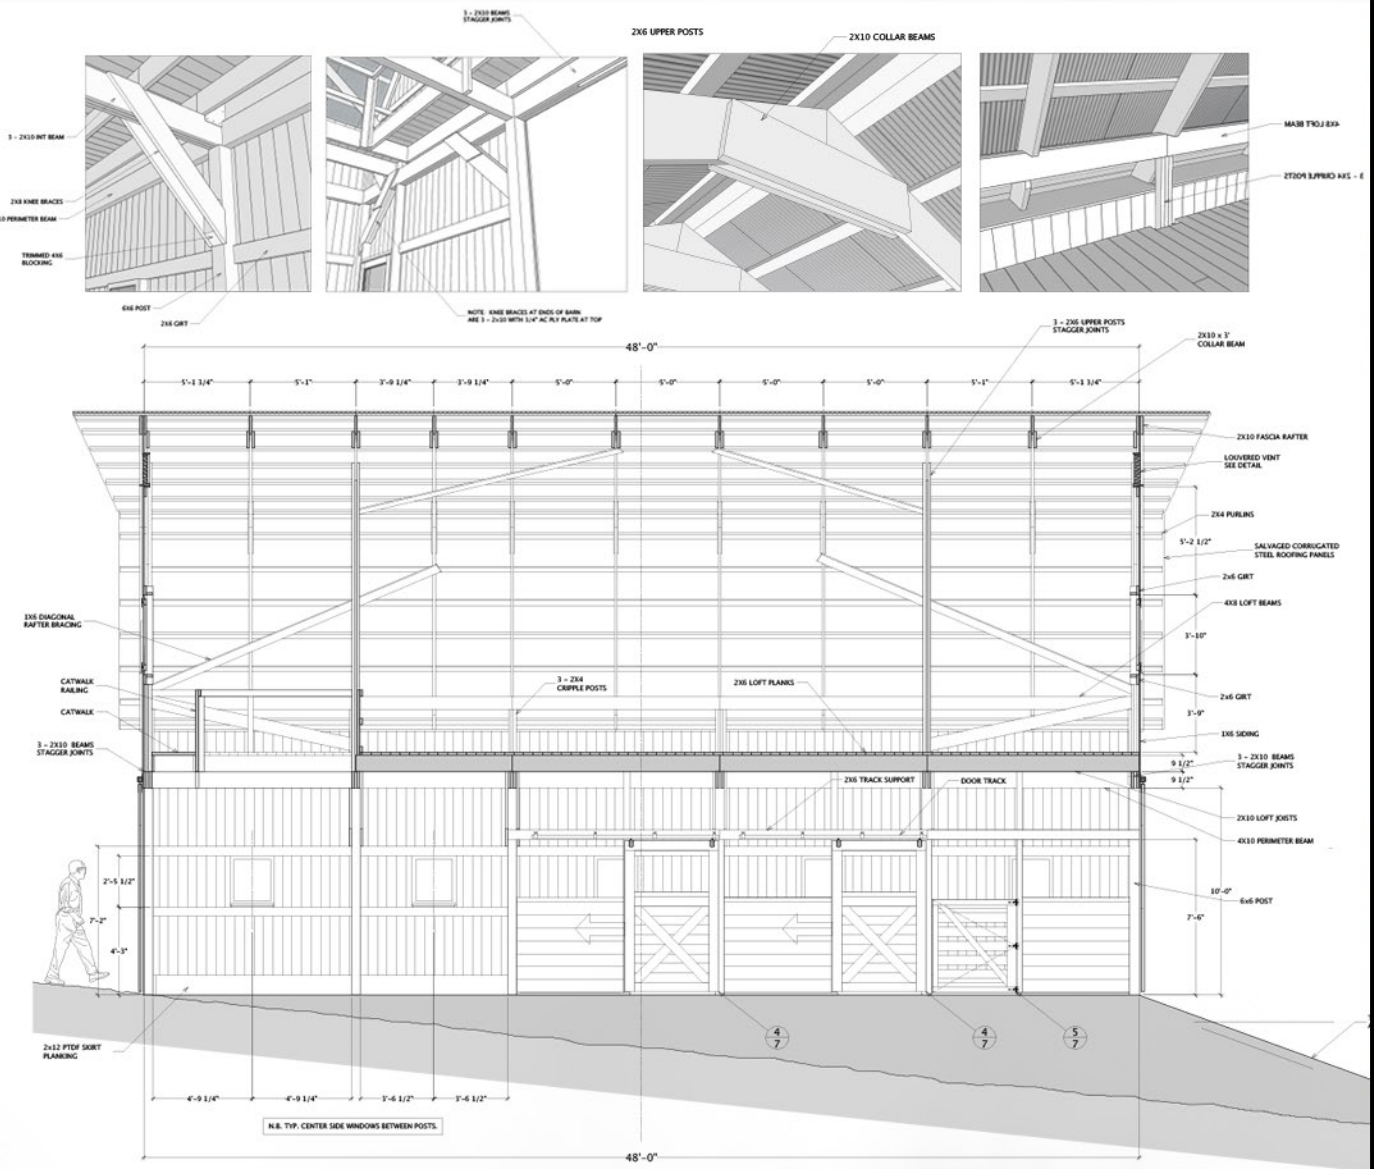 3 - 2X10 BEAMS
STAGGER JOINTS
2X6 UPPER POSTS
2X10 COLLAR BEAMS
3 - 2X10 INT BEAM
2X8 KNEE BRACES
10 PERIMETER BEAM
TRIMMED 4X6
BLOCKING
6X6 POST
2X6 GIRT
NOTE: KNEE BRACES AT ENDS OF BARN
ARE 3 - 2x10 WITH 3/4" AC PLY PLATE AT TOP
4X8 LOFT BEAM
3 - 2X4 CRIPPLE POSTS
3 - 2X6 UPPER POSTS
STAGGER JOINTS
2X10 x 3'
COLLAR BEAM
48'-0"
5'-1 3/4"
5'-1"
3'-9 1/4"
3'-9 1/4"
5'-0"
5'-0"
5'-0"
5'-0"
5'-1"
5'-1 3/4"
2X10 FASCIA RAFTER
LOUVERED VENT
SEE DETAIL
2X4 PURLINS
5'-2 1/2"
SALVAGED CORRUGATED
STEEL ROOFING PANELS
2x6 GIRT
4X8 LOFT BEAMS
1X6 DIAGONAL
RAFTER BRACING
3'-10"
CATWALK
RAILING
3 - 2X4
CRIPPLE POSTS
2X6 LOFT PLANKS
2x6 GIRT
CATWALK
3'-9"
1X6 SIDING
3 - 2X10 BEAMS
STAGGER JOINTS
3 - 2X10 BEAMS
STAGGER JOINTS
9 1/2"
9 1/2"
2X6 TRACK SUPPORT
DOOR TRACK
2X10 LOFT JOISTS
4X10 PERIMETER BEAM
2'-5 1/2"
7'-2"
4'-3"
10'-0"
7'-6"
6x6 POST
4
7
4
7
5
7
2x12 PTDF SKIRT
PLANKING
4'-9 1/4"
4'-9 1/4"
3'-6 1/2"
3'-6 1/2"
N.B. TYP. CENTER SIDE WINDOWS BETWEEN POSTS.
48'-0"